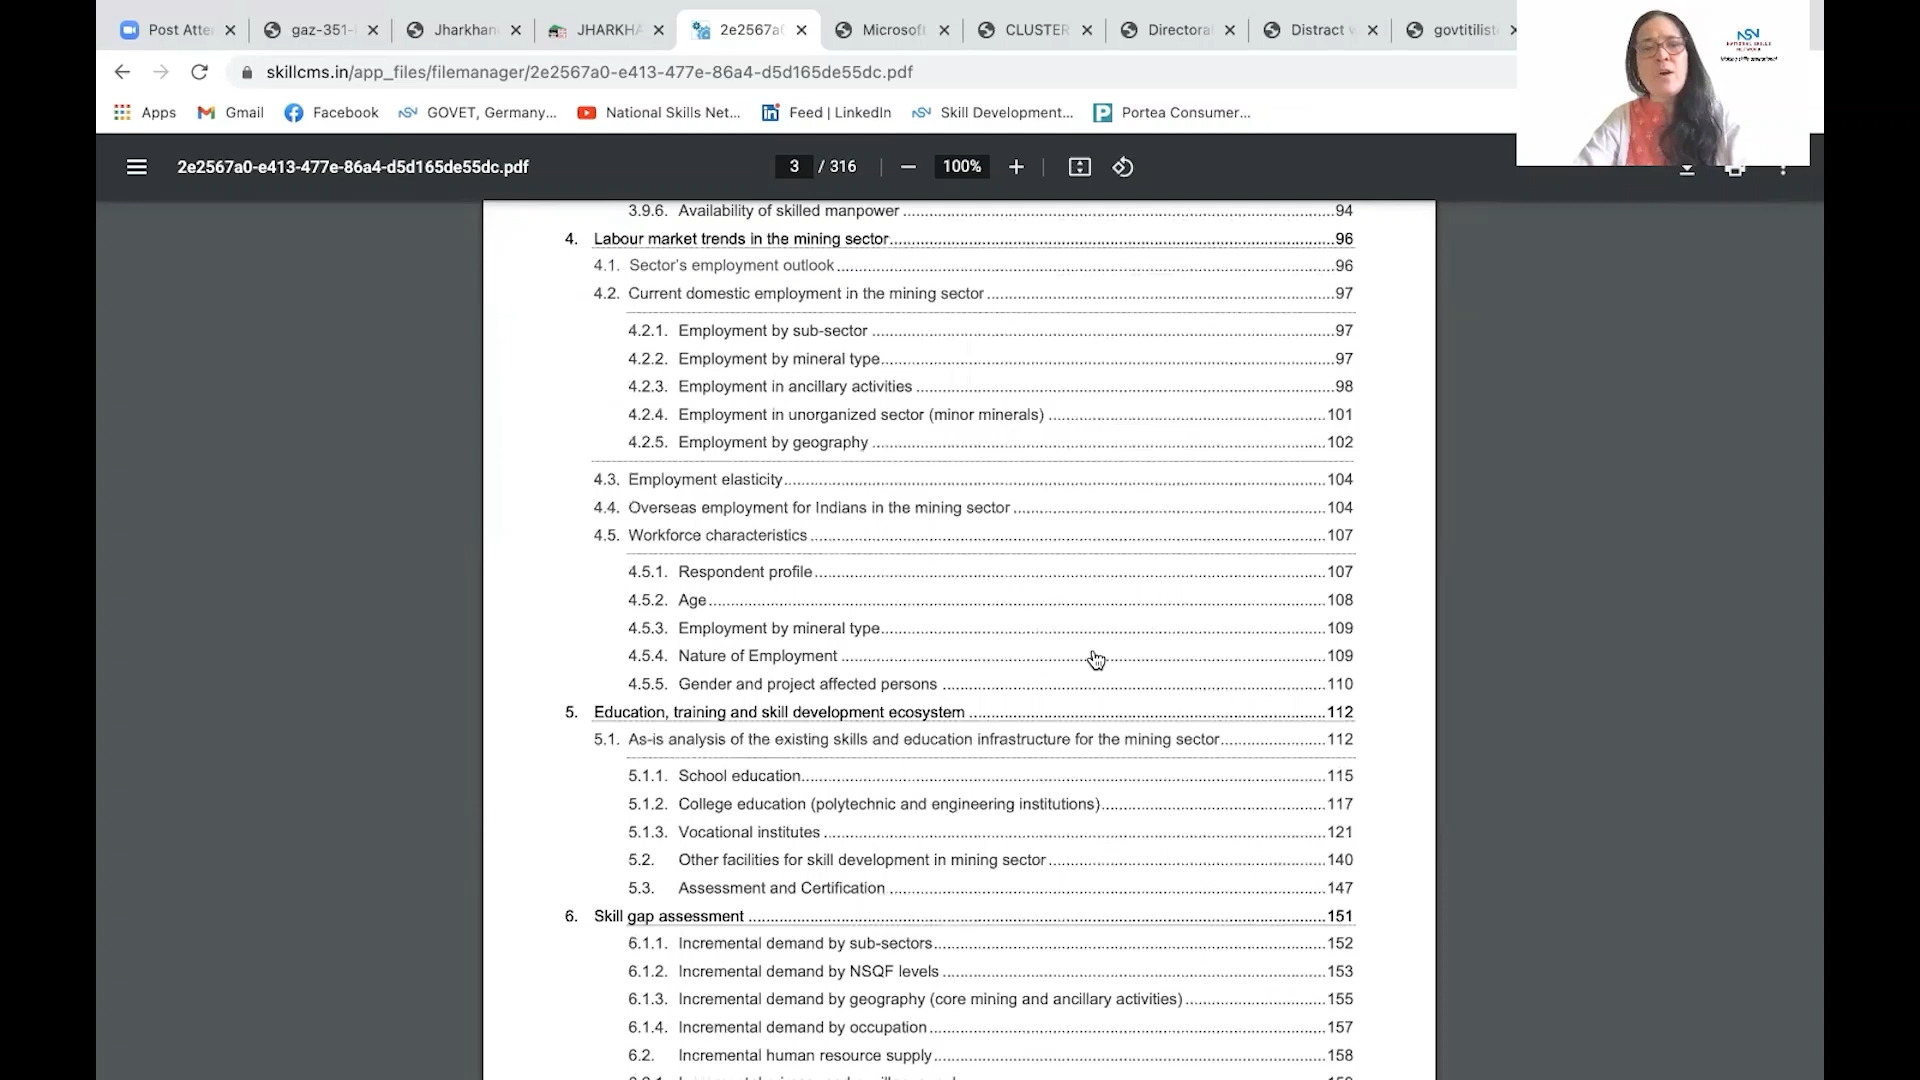 Post Atte
gaz-351-
Jharkhan
JHARKHA
2e2567a0
Microsoft
CLUSTER
Directora
Distract
govtitilist
skillcms.in/app_files/filemanager/2e2567a0-e413-477e-86a4-d5d165de55dc.pdf
Apps
Gmail
Facebook
GOVET, Germany...
National Skills Net...
Feed | LinkedIn
Skill Development...
Portea Consumer...
NSN
NATIONAL SKILLS
NETWORK
2e2567a0-e413-477e-86a4-d5d165de55dc.pdf
3 / 316
100%
3.9.6. Availability of skilled manpower 94
4. Labour market trends in the mining sector 96
4.1. Sector's employment outlook 96
4.2. Current domestic employment in the mining sector 97
4.2.1. Employment by sub-sector 97
4.2.2. Employment by mineral type 97
4.2.3. Employment in ancillary activities 98
4.2.4. Employment in unorganized sector (minor minerals) 101
4.2.5. Employment by geography 102
4.3. Employment elasticity 104
4.4. Overseas employment for Indians in the mining sector 104
4.5. Workforce characteristics 107
4.5.1. Respondent profile 107
4.5.2. Age 108
4.5.3. Employment by mineral type 109
4.5.4. Nature of Employment 109
4.5.5. Gender and project affected persons 110
5. Education, training and skill development ecosystem 112
5.1. As-is analysis of the existing skills and education infrastructure for the mining sector 112
5.1.1. School education 115
5.1.2. College education (polytechnic and engineering institutions) 117
5.1.3. Vocational institutes 121
5.2. Other facilities for skill development in mining sector 140
5.3. Assessment and Certification 147
6. Skill gap assessment 151
6.1.1. Incremental demand by sub-sectors 152
6.1.2. Incremental demand by NSQF levels 153
6.1.3. Incremental demand by geography (core mining and ancillary activities) 155
6.1.4. Incremental demand by occupation 157
6.2. Incremental human resource supply 158